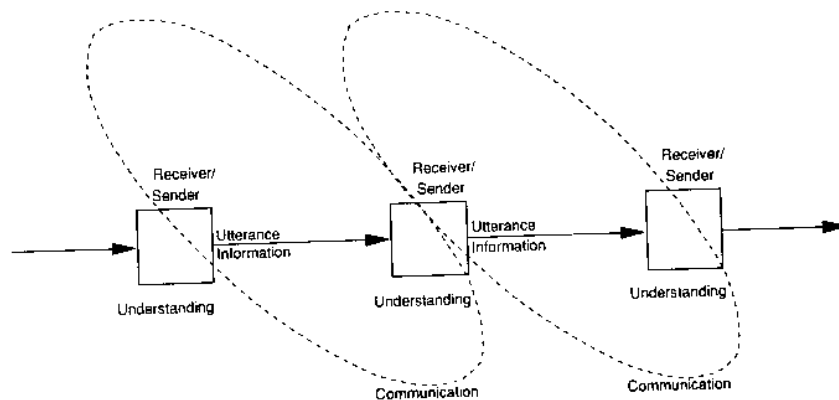 Receiver/
Sender
Utterance
Information
Understanding
Receiver/
Sender
Utterance
Information
Understanding
Receiver/
Sender
Understanding
Communication
Communication